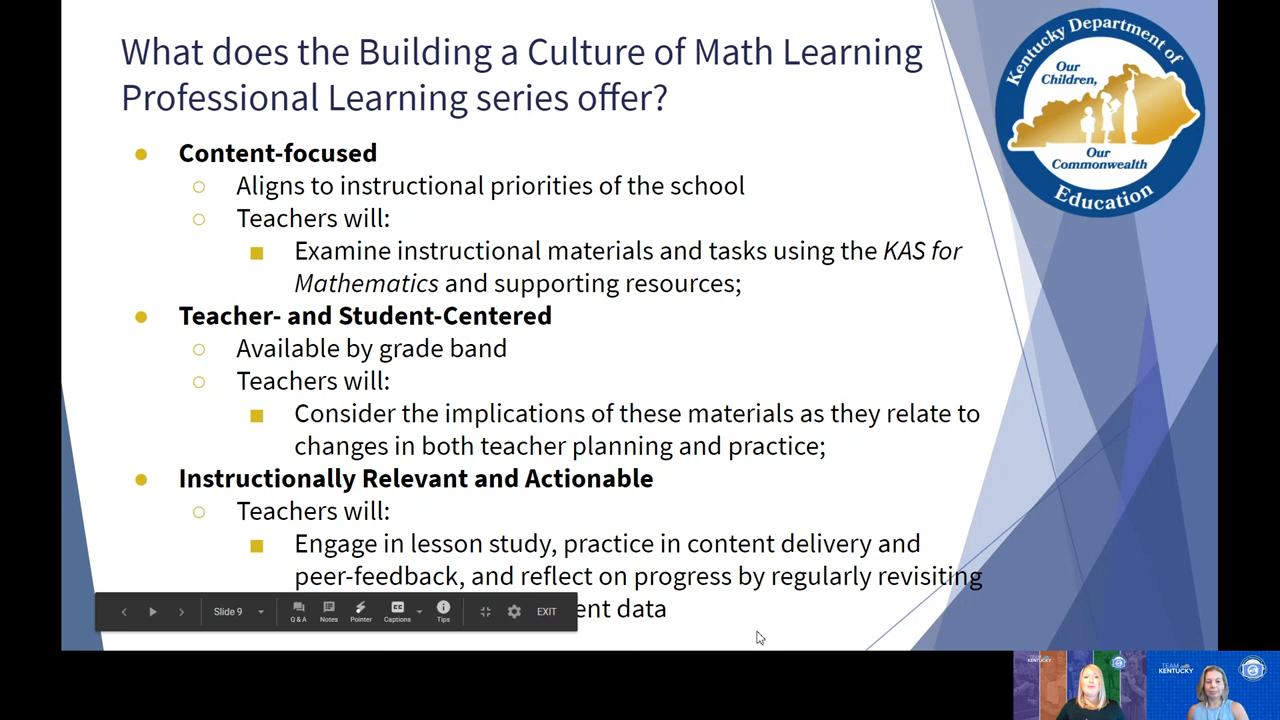 What does the Building a Culture of Math Learning
Professional Learning series offer?
Kentucky Department of
Education
Our
Children,
Our
Commonwealth
Content-focused
Aligns to instructional priorities of the school
Teachers will:
Examine instructional materials and tasks using the KAS for
Mathematics and supporting resources;
Teacher- and Student-Centered
Available by grade band
Teachers will:
Consider the implications of these materials as they relate to
changes in both teacher planning and practice;
Instructionally Relevant and Actionable
Teachers will:
Engage in lesson study, practice in content delivery and
peer-feedback, and reflect on progress by regularly revisiting
data
Slide 9
Q & A
Notes
Pointer
Captions
CC
Tips
EXIT
TEAM
KENTUCKY
TEAM
KENTUCKY